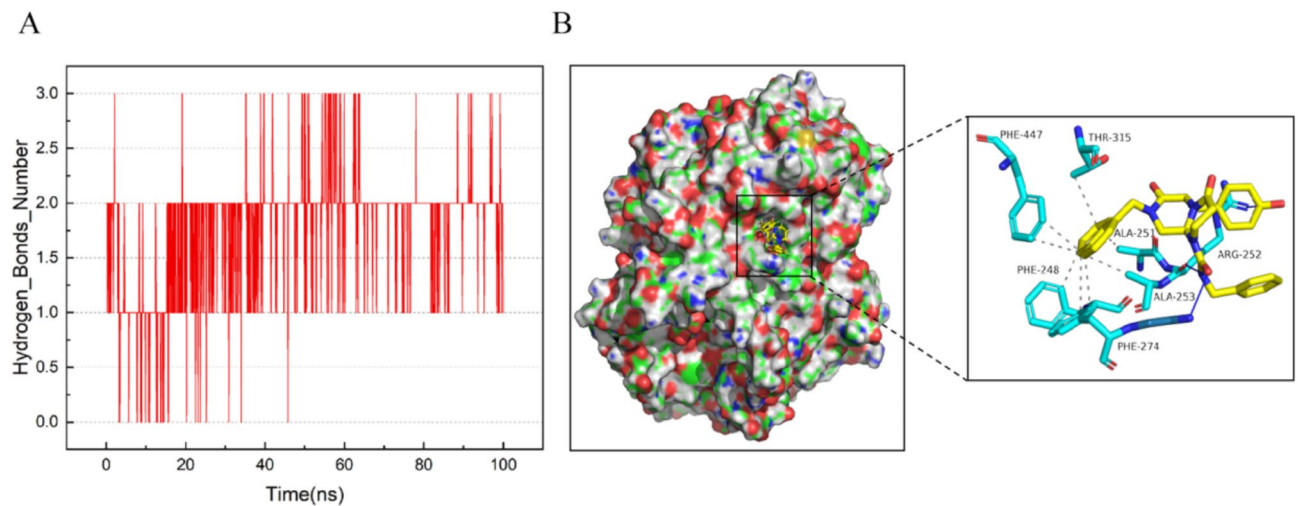 A
B
3.0
2.5
2.0
1.5
1.0
0.5
0.0
Hydrogen_Bonds_Number
0
20
40
60
80
100
Time(ns)
PHE-447
THR-315
ALA-251
ARG-252
PHE-248
ALA-253
PHE-274